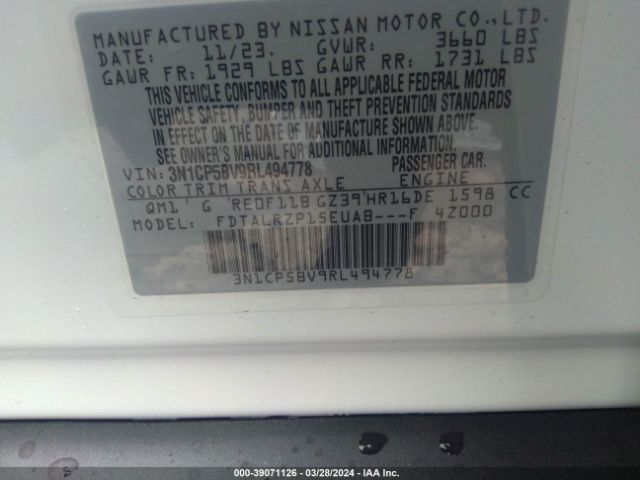 MANUFACTURED BY NISSAN MOTOR CO., LTD.
DATE: 11/23. GVWR: 3660 LBS
GAWR FR: 1929 LBS GAWR RR: 1731 LBS
THIS VEHICLE CONFORMS TO ALL APPLICABLE FEDERAL MOTOR
VEHICLE SAFETY, BUMPER AND THEFT PREVENTION STANDARDS
IN EFFECT ON THE DATE OF MANUFACTURE SHOWN ABOVE.
SEE OWNER'S MANUAL FOR ADDITIONAL INFORMATION.
VIN: 3N1CP5BV9RL494778 PASSENGER CAR.
COLOR TRIM TRANS AXLE ENGINE
QM1 G RE0F11B GZ39 HR16DE 1598 CC
MODEL: FDTALRZP15EUAB---F 4Z000
3N1CP5BV9RL494778
000-39071126 - 03/28/2024 - IAA Inc.